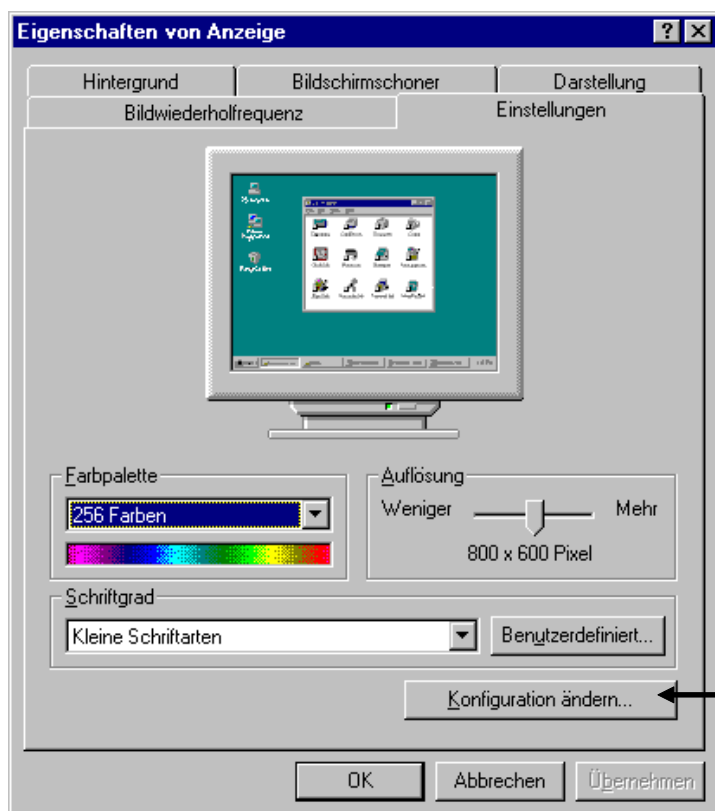 Eigenschaften von Anzeige
Hintergrund Bildschirmschoner Darstellung
Bildwiederholfrequenz Einstellungen
Farbpalette
256 Farben
Auflösung
Weniger Mehr
800 x 600 Pixel
Schriftgrad
Kleine Schriftarten Benutzerdefiniert...
Konfiguration ändern...
OK Abbrechen Übernehmen